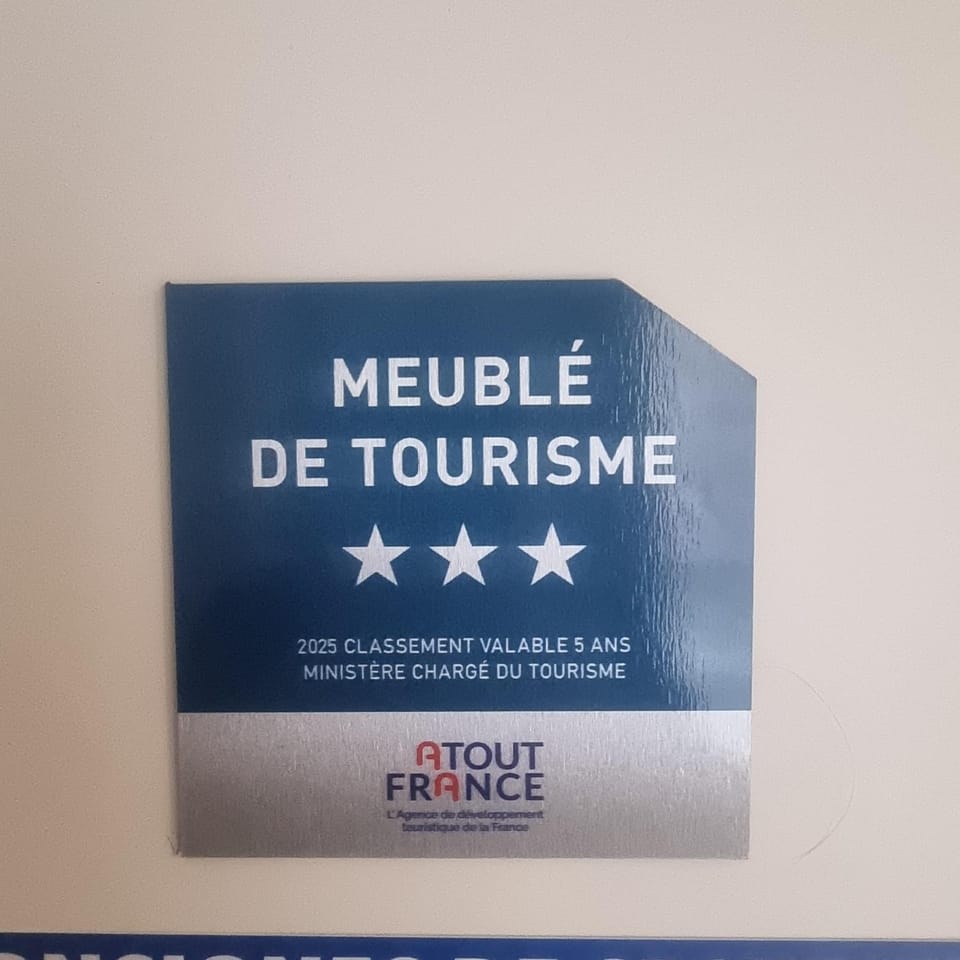 MEUBLÉ
DE TOURISME
2025 CLASSEMENT VALABLE 5 ANS
MINISTÈRE CHARGÉ DU TOURISME
ATOUT
FRANCE
L'Agence de développement
touristique de la France